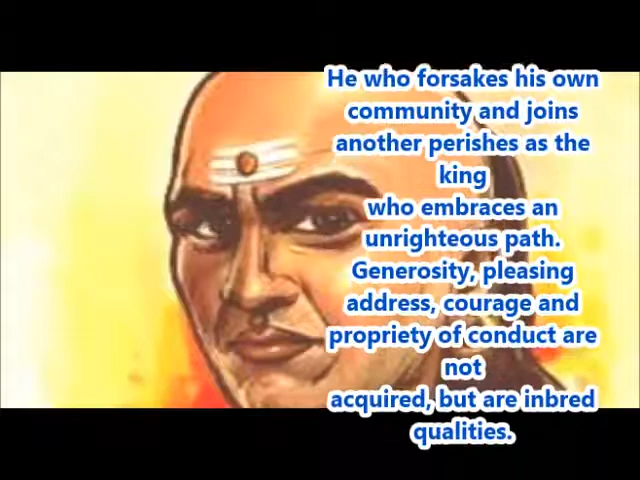 He who forsakes his own
community and joins
another perishes as the
king
who embraces an
unrighteous path.
Generosity, pleasing
address, courage and
propriety of conduct are
not
acquired, but are inbred
qualities.